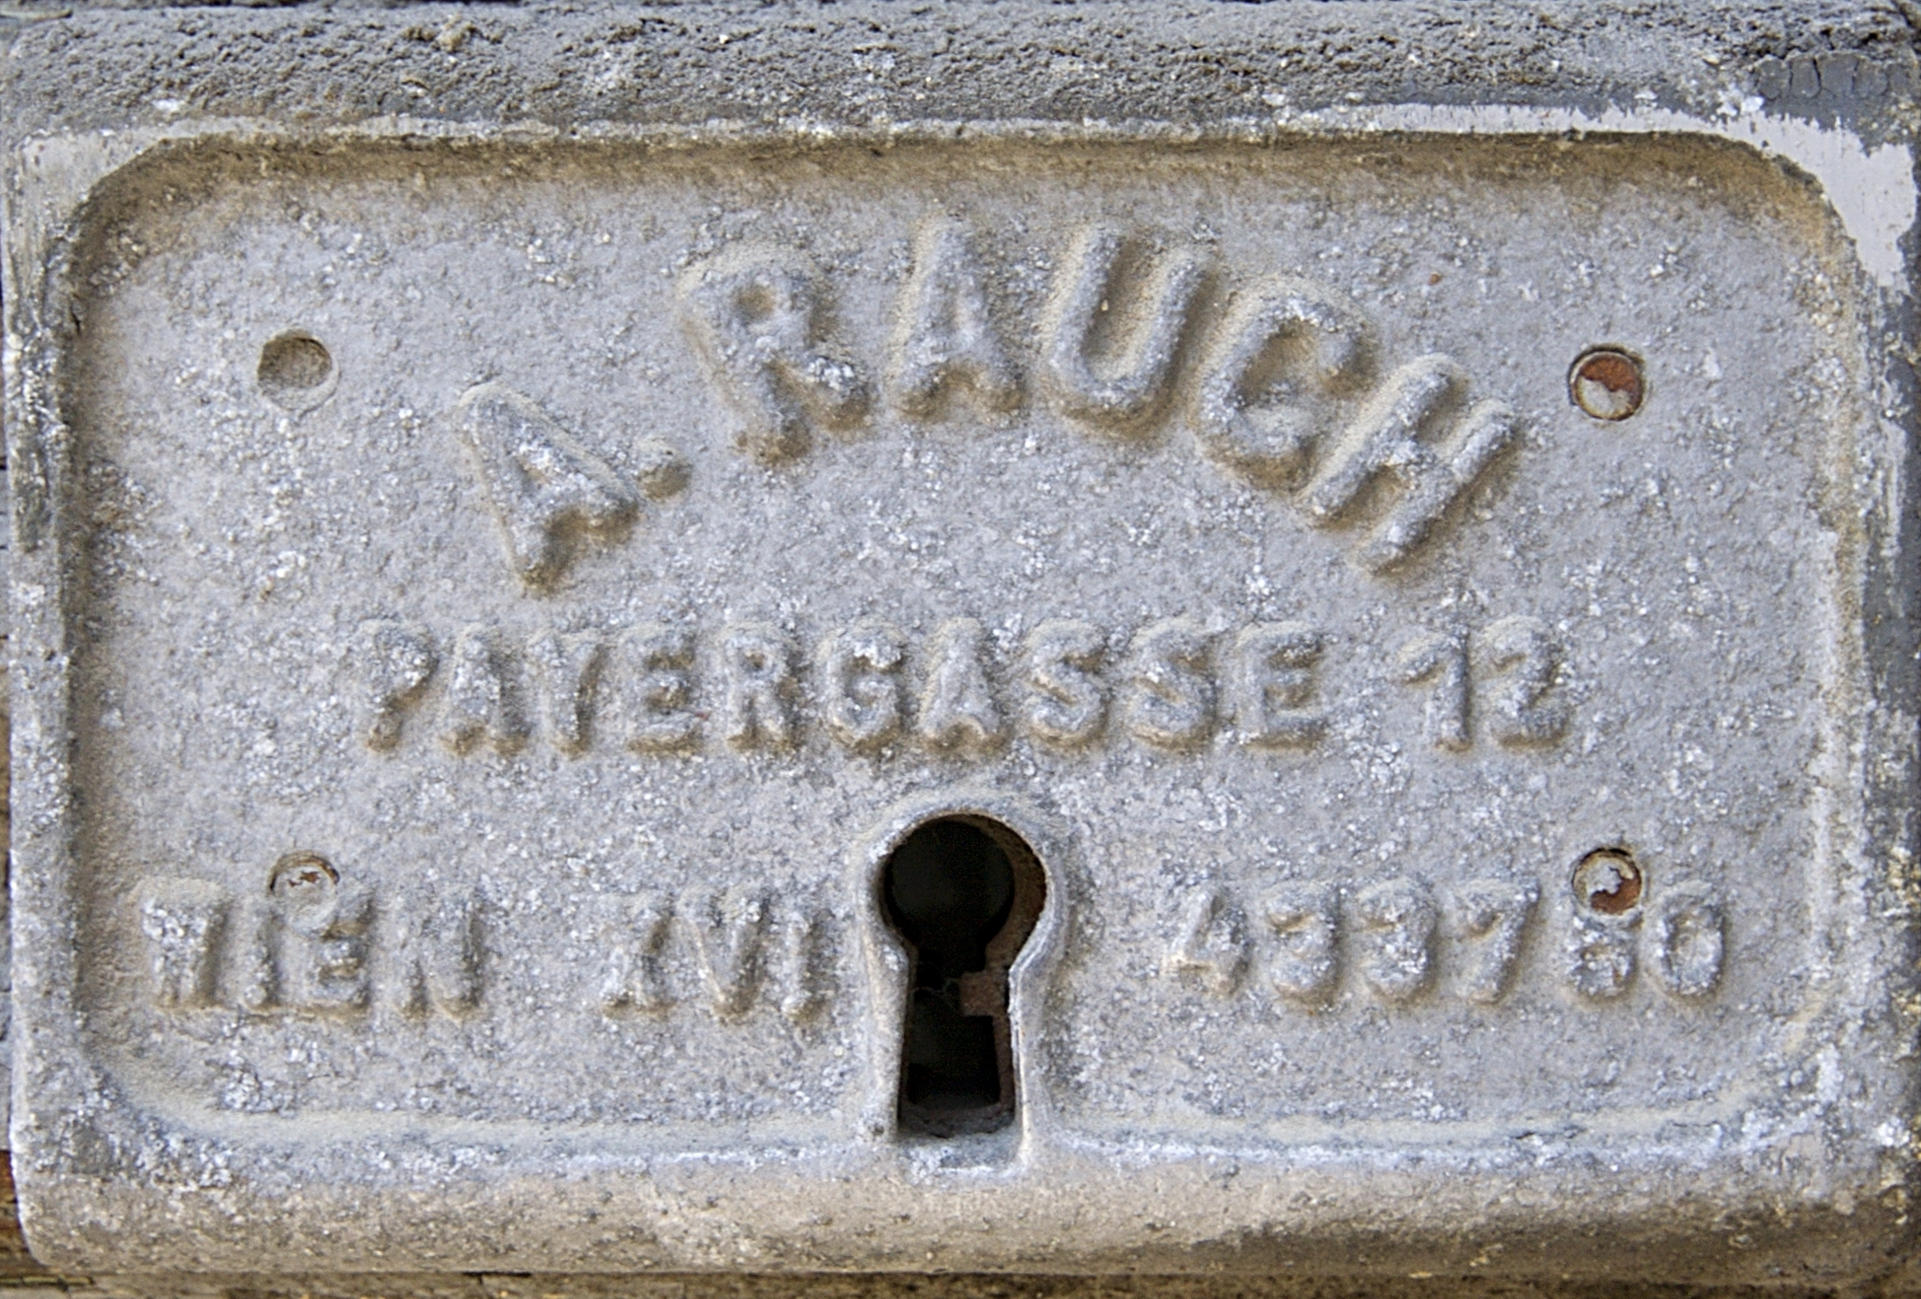 A. RAUCH
PAYERGASSE 12
WIEN XVI 433780